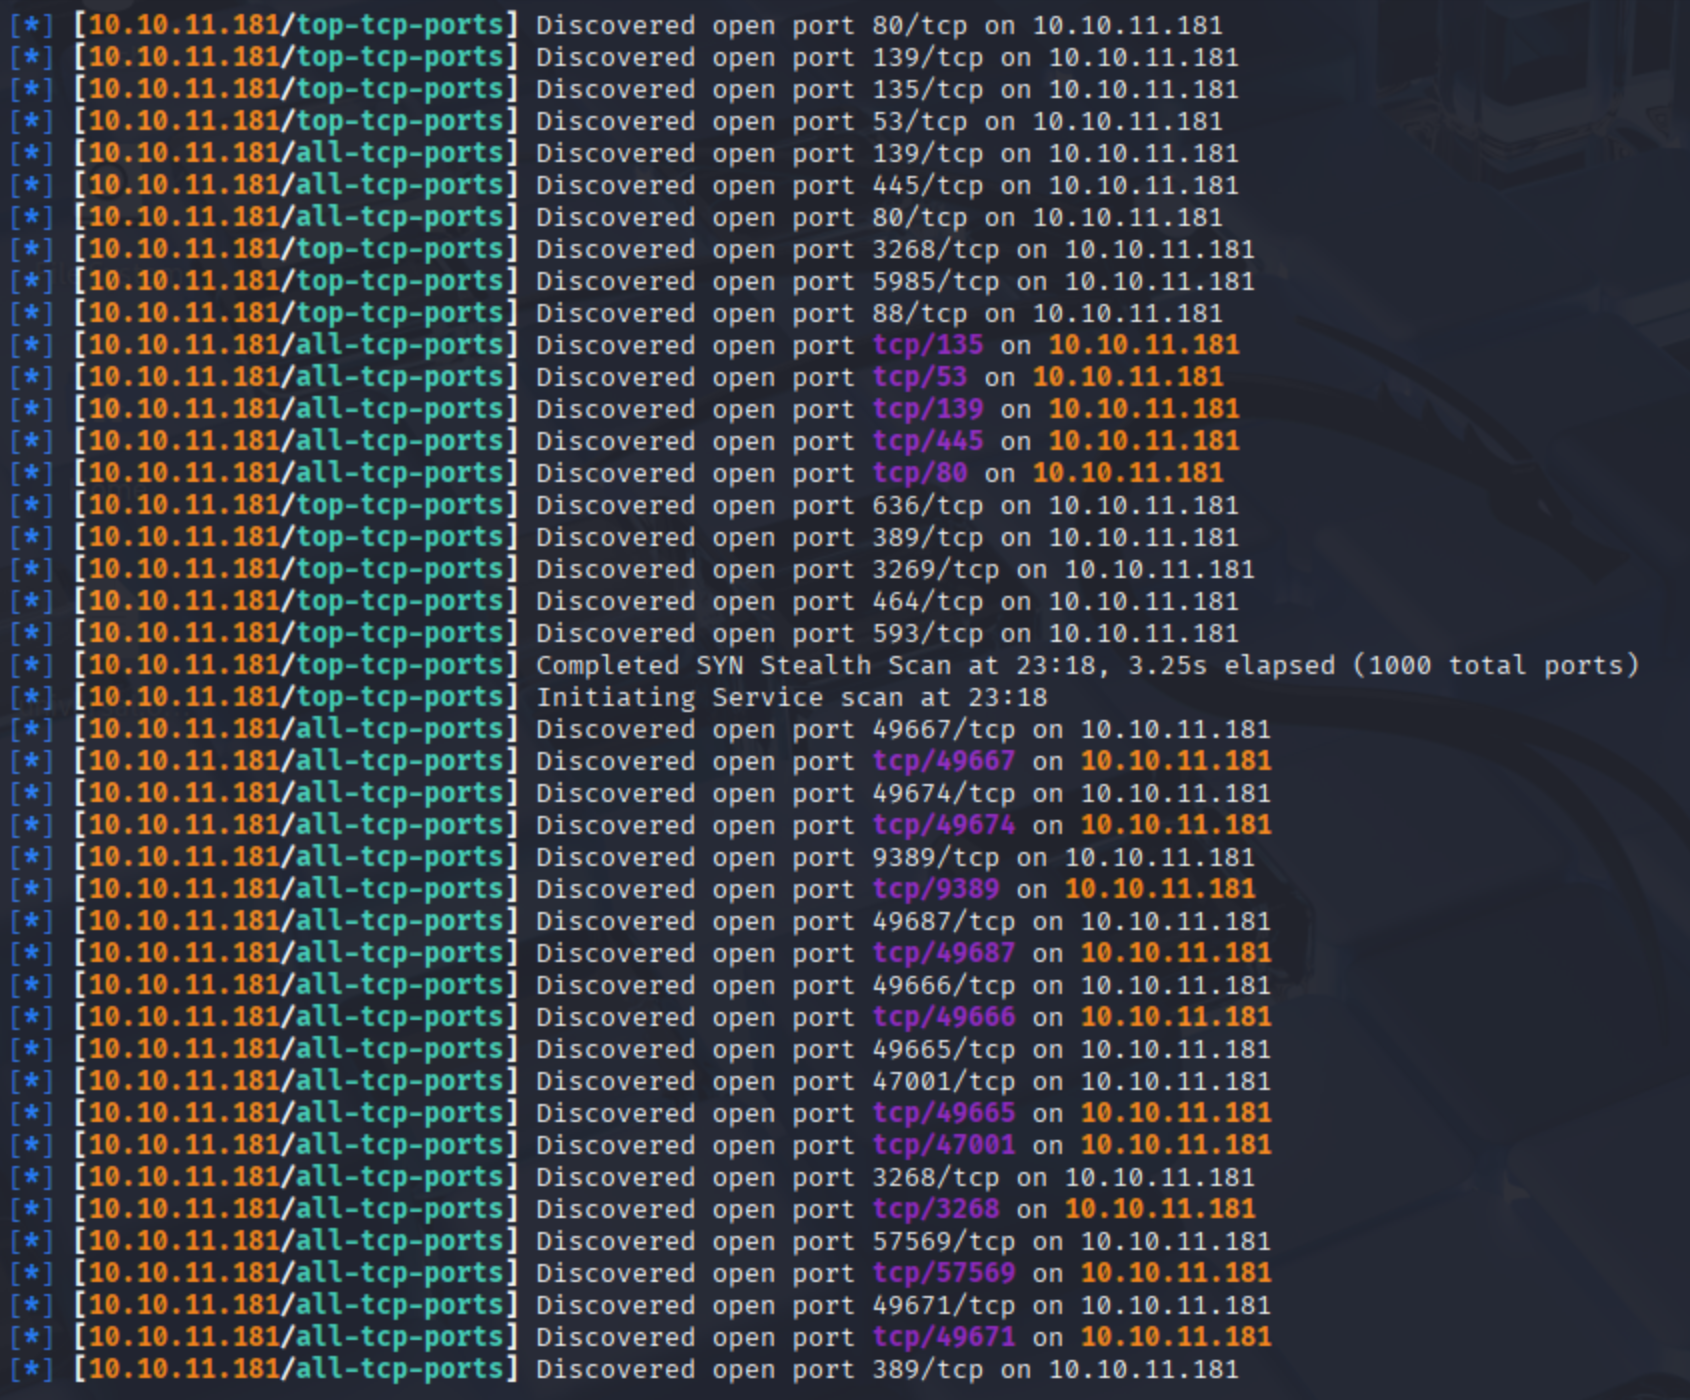 [*] [10.10.11.181/top-tcp-ports] Discovered open port 80/tcp on 10.10.11.181
[*] [10.10.11.181/top-tcp-ports] Discovered open port 139/tcp on 10.10.11.181
[*] [10.10.11.181/top-tcp-ports] Discovered open port 135/tcp on 10.10.11.181
[*] [10.10.11.181/top-tcp-ports] Discovered open port 53/tcp on 10.10.11.181
[*] [10.10.11.181/all-tcp-ports] Discovered open port 139/tcp on 10.10.11.181
[*] [10.10.11.181/all-tcp-ports] Discovered open port 445/tcp on 10.10.11.181
[*] [10.10.11.181/all-tcp-ports] Discovered open port 80/tcp on 10.10.11.181
[*] [10.10.11.181/top-tcp-ports] Discovered open port 3268/tcp on 10.10.11.181
[*] [10.10.11.181/top-tcp-ports] Discovered open port 5985/tcp on 10.10.11.181
[*] [10.10.11.181/top-tcp-ports] Discovered open port 88/tcp on 10.10.11.181
[*] [10.10.11.181/all-tcp-ports] Discovered open port tcp/135 on 10.10.11.181
[*] [10.10.11.181/all-tcp-ports] Discovered open port tcp/53 on 10.10.11.181
[*] [10.10.11.181/all-tcp-ports] Discovered open port tcp/139 on 10.10.11.181
[*] [10.10.11.181/all-tcp-ports] Discovered open port tcp/445 on 10.10.11.181
[*] [10.10.11.181/all-tcp-ports] Discovered open port tcp/80 on 10.10.11.181
[*] [10.10.11.181/top-tcp-ports] Discovered open port 636/tcp on 10.10.11.181
[*] [10.10.11.181/top-tcp-ports] Discovered open port 389/tcp on 10.10.11.181
[*] [10.10.11.181/top-tcp-ports] Discovered open port 3269/tcp on 10.10.11.181
[*] [10.10.11.181/top-tcp-ports] Discovered open port 464/tcp on 10.10.11.181
[*] [10.10.11.181/top-tcp-ports] Discovered open port 593/tcp on 10.10.11.181
[*] [10.10.11.181/top-tcp-ports] Completed SYN Stealth Scan at 23:18, 3.25s elapsed (1000 total ports)
[*] [10.10.11.181/top-tcp-ports] Initiating Service scan at 23:18
[*] [10.10.11.181/all-tcp-ports] Discovered open port 49667/tcp on 10.10.11.181
[*] [10.10.11.181/all-tcp-ports] Discovered open port tcp/49667 on 10.10.11.181
[*] [10.10.11.181/all-tcp-ports] Discovered open port 49674/tcp on 10.10.11.181
[*] [10.10.11.181/all-tcp-ports] Discovered open port tcp/49674 on 10.10.11.181
[*] [10.10.11.181/all-tcp-ports] Discovered open port 9389/tcp on 10.10.11.181
[*] [10.10.11.181/all-tcp-ports] Discovered open port tcp/9389 on 10.10.11.181
[*] [10.10.11.181/all-tcp-ports] Discovered open port 49687/tcp on 10.10.11.181
[*] [10.10.11.181/all-tcp-ports] Discovered open port tcp/49687 on 10.10.11.181
[*] [10.10.11.181/all-tcp-ports] Discovered open port 49666/tcp on 10.10.11.181
[*] [10.10.11.181/all-tcp-ports] Discovered open port tcp/49666 on 10.10.11.181
[*] [10.10.11.181/all-tcp-ports] Discovered open port 49665/tcp on 10.10.11.181
[*] [10.10.11.181/all-tcp-ports] Discovered open port 47001/tcp on 10.10.11.181
[*] [10.10.11.181/all-tcp-ports] Discovered open port tcp/49665 on 10.10.11.181
[*] [10.10.11.181/all-tcp-ports] Discovered open port tcp/47001 on 10.10.11.181
[*] [10.10.11.181/all-tcp-ports] Discovered open port 3268/tcp on 10.10.11.181
[*] [10.10.11.181/all-tcp-ports] Discovered open port tcp/3268 on 10.10.11.181
[*] [10.10.11.181/all-tcp-ports] Discovered open port 57569/tcp on 10.10.11.181
[*] [10.10.11.181/all-tcp-ports] Discovered open port tcp/57569 on 10.10.11.181
[*] [10.10.11.181/all-tcp-ports] Discovered open port 49671/tcp on 10.10.11.181
[*] [10.10.11.181/all-tcp-ports] Discovered open port tcp/49671 on 10.10.11.181
[*] [10.10.11.181/all-tcp-ports] Discovered open port 389/tcp on 10.10.11.181